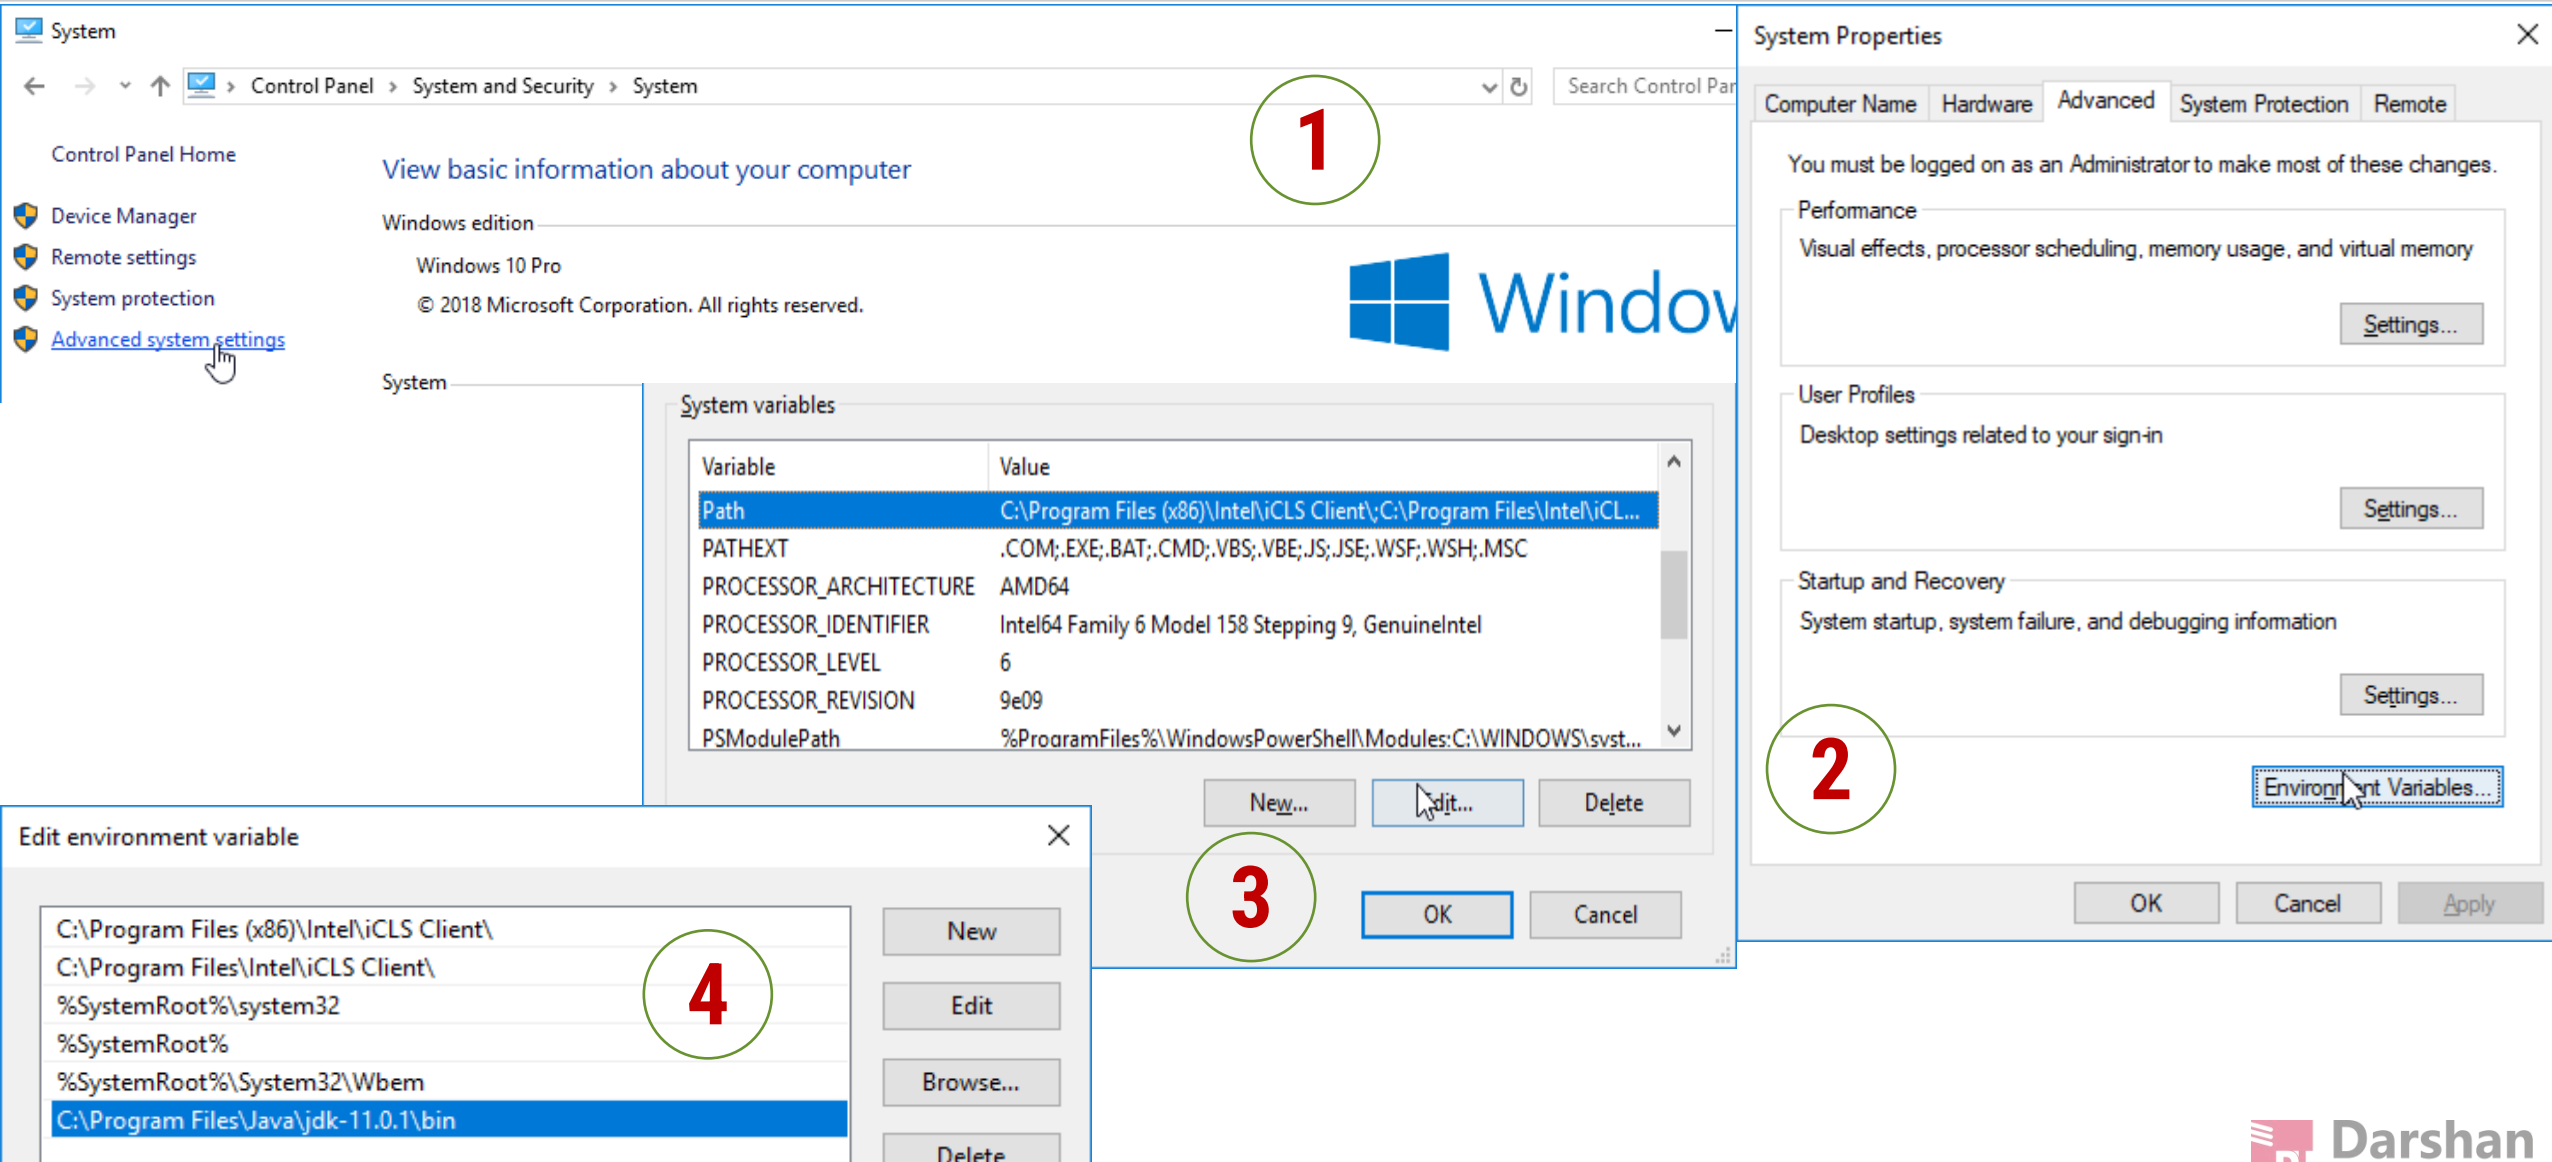 System
Control Panel > System and Security > System
Search Control Par
Control Panel Home
Device Manager
Remote settings
System protection
Advanced system settings
View basic information about your computer
Windows edition
Windows 10 Pro
© 2018 Microsoft Corporation. All rights reserved.
Window
System
1
System Properties
Computer Name Hardware Advanced System Protection Remote
You must be logged on as an Administrator to make most of these changes.
Performance
Visual effects, processor scheduling, memory usage, and virtual memory
Settings...
User Profiles
Desktop settings related to your sign-in
Settings...
Startup and Recovery
System startup, system failure, and debugging information
Settings...
2
Environment Variables...
OK Cancel Apply
System variables
Variable Value
Path C:\Program Files (x86)\Intel\iCLS Client\;C:\Program Files\Intel\iCL...
PATHEXT .COM;.EXE;.BAT;.CMD;.VBS;.VBE;.JS;.JSE;.WSF;.WSH;.MSC
PROCESSOR_ARCHITECTURE AMD64
PROCESSOR_IDENTIFIER Intel64 Family 6 Model 158 Stepping 9, GenuineIntel
PROCESSOR_LEVEL 6
PROCESSOR_REVISION 9e09
PSModulePath %ProgramFiles%\WindowsPowerShell\Modules;C:\WINDOWS\syst...
New... Edit... Delete
3
OK Cancel
Edit environment variable
C:\Program Files (x86)\Intel\iCLS Client\
C:\Program Files\Intel\iCLS Client\
%SystemRoot%\system32
%SystemRoot%
%SystemRoot%\System32\Wbem
C:\Program Files\Java\jdk-11.0.1\bin
4
New
Edit
Browse...
Delete
Darshan